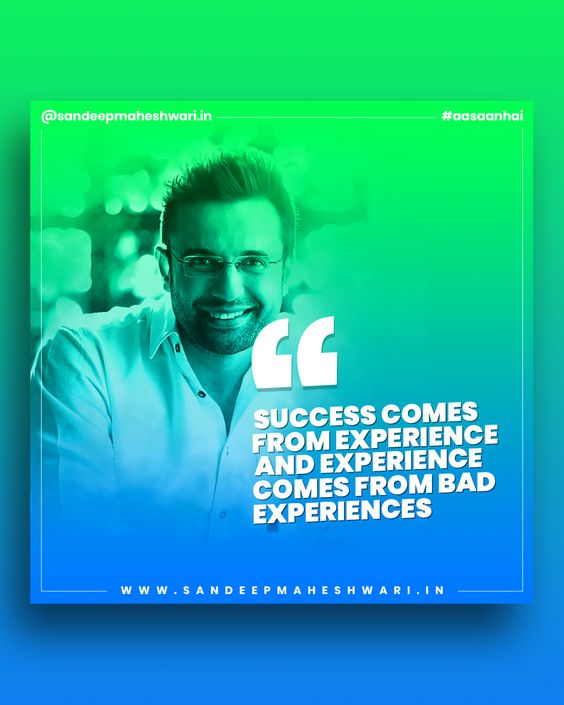 @sandeepmaheshwari.in
#aasaanhai
“
SUCCESS COMES
FROM EXPERIENCE
AND EXPERIENCE
COMES FROM BAD
EXPERIENCES
WWW.SANDEEPMAHESHWARI.IN